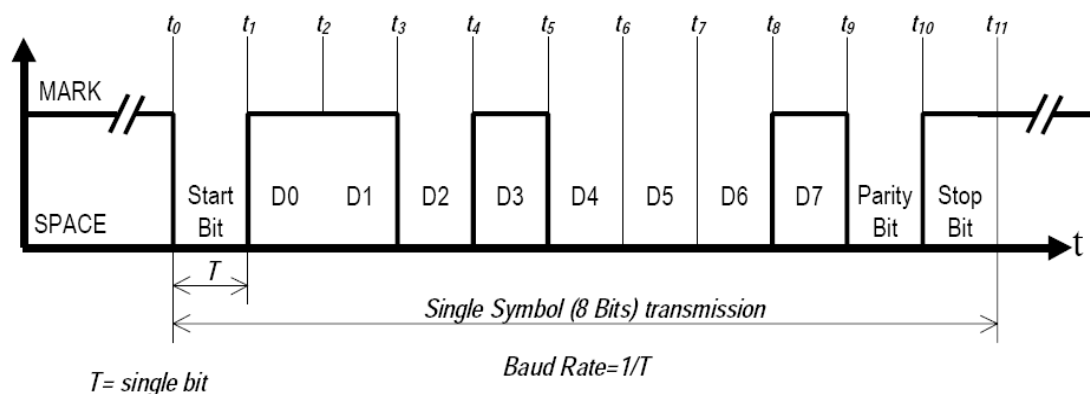 t0 t1 t2 t3 t4 t5 t6 t7 t8 t9 t10 t11
MARK
Start Bit D0 D1 D2 D3 D4 D5 D6 D7 Parity Bit Stop Bit
SPACE
t
T
Single Symbol (8 Bits) transmission
Baud Rate=1/T
T= single bit